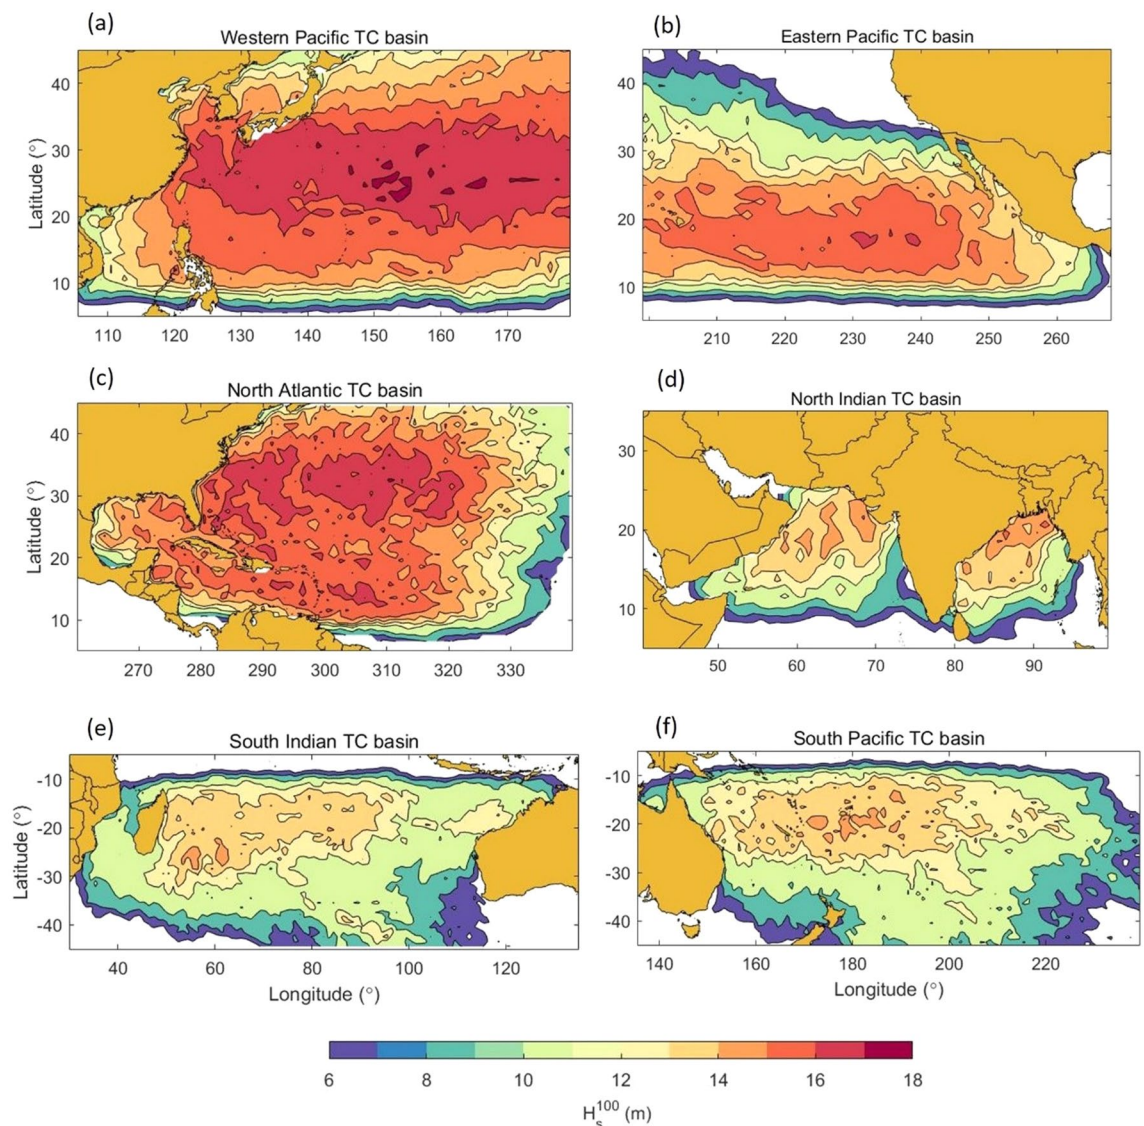 (a)
Western Pacific TC basin
40
30
20
10
Latitude (°)
110 120 130 140 150 160 170
(b)
Eastern Pacific TC basin
40
30
20
10
210 220 230 240 250 260
(c)
North Atlantic TC basin
40
30
20
10
Latitude (°)
270 280 290 300 310 320 330
(d)
North Indian TC basin
30
20
10
50 60 70 80 90
(e)
South Indian TC basin
-10
-20
-30
-40
Latitude (°)
40 60 80 100 120
Longitude (°)
(f)
South Pacific TC basin
-10
-20
-30
-40
140 160 180 200 220
Longitude (°)
6 8 10 12 14 16 18
H_s^100 (m)